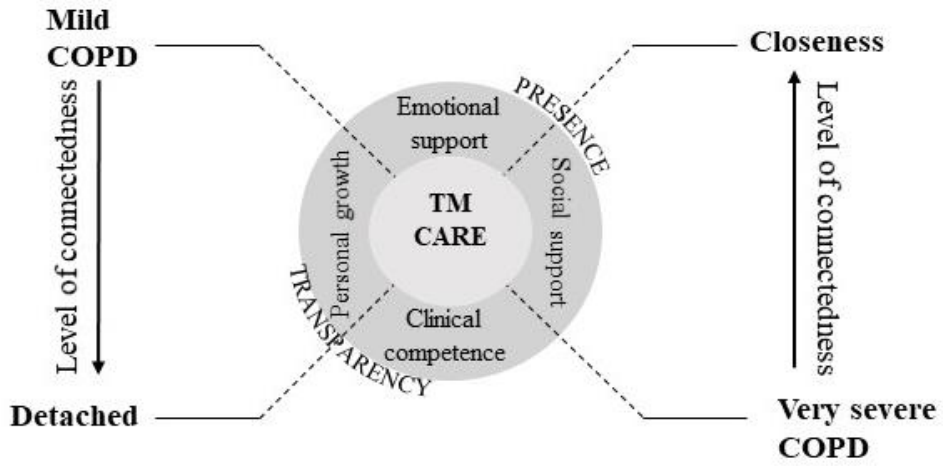 Mild
COPD
Level of connectedness
Detached
Emotional
support
PRESENCE
Personal growth
TM
CARE
Social support
TRANSPARENCY
Clinical
competence
Closeness
Level of connectedness
Very severe
COPD